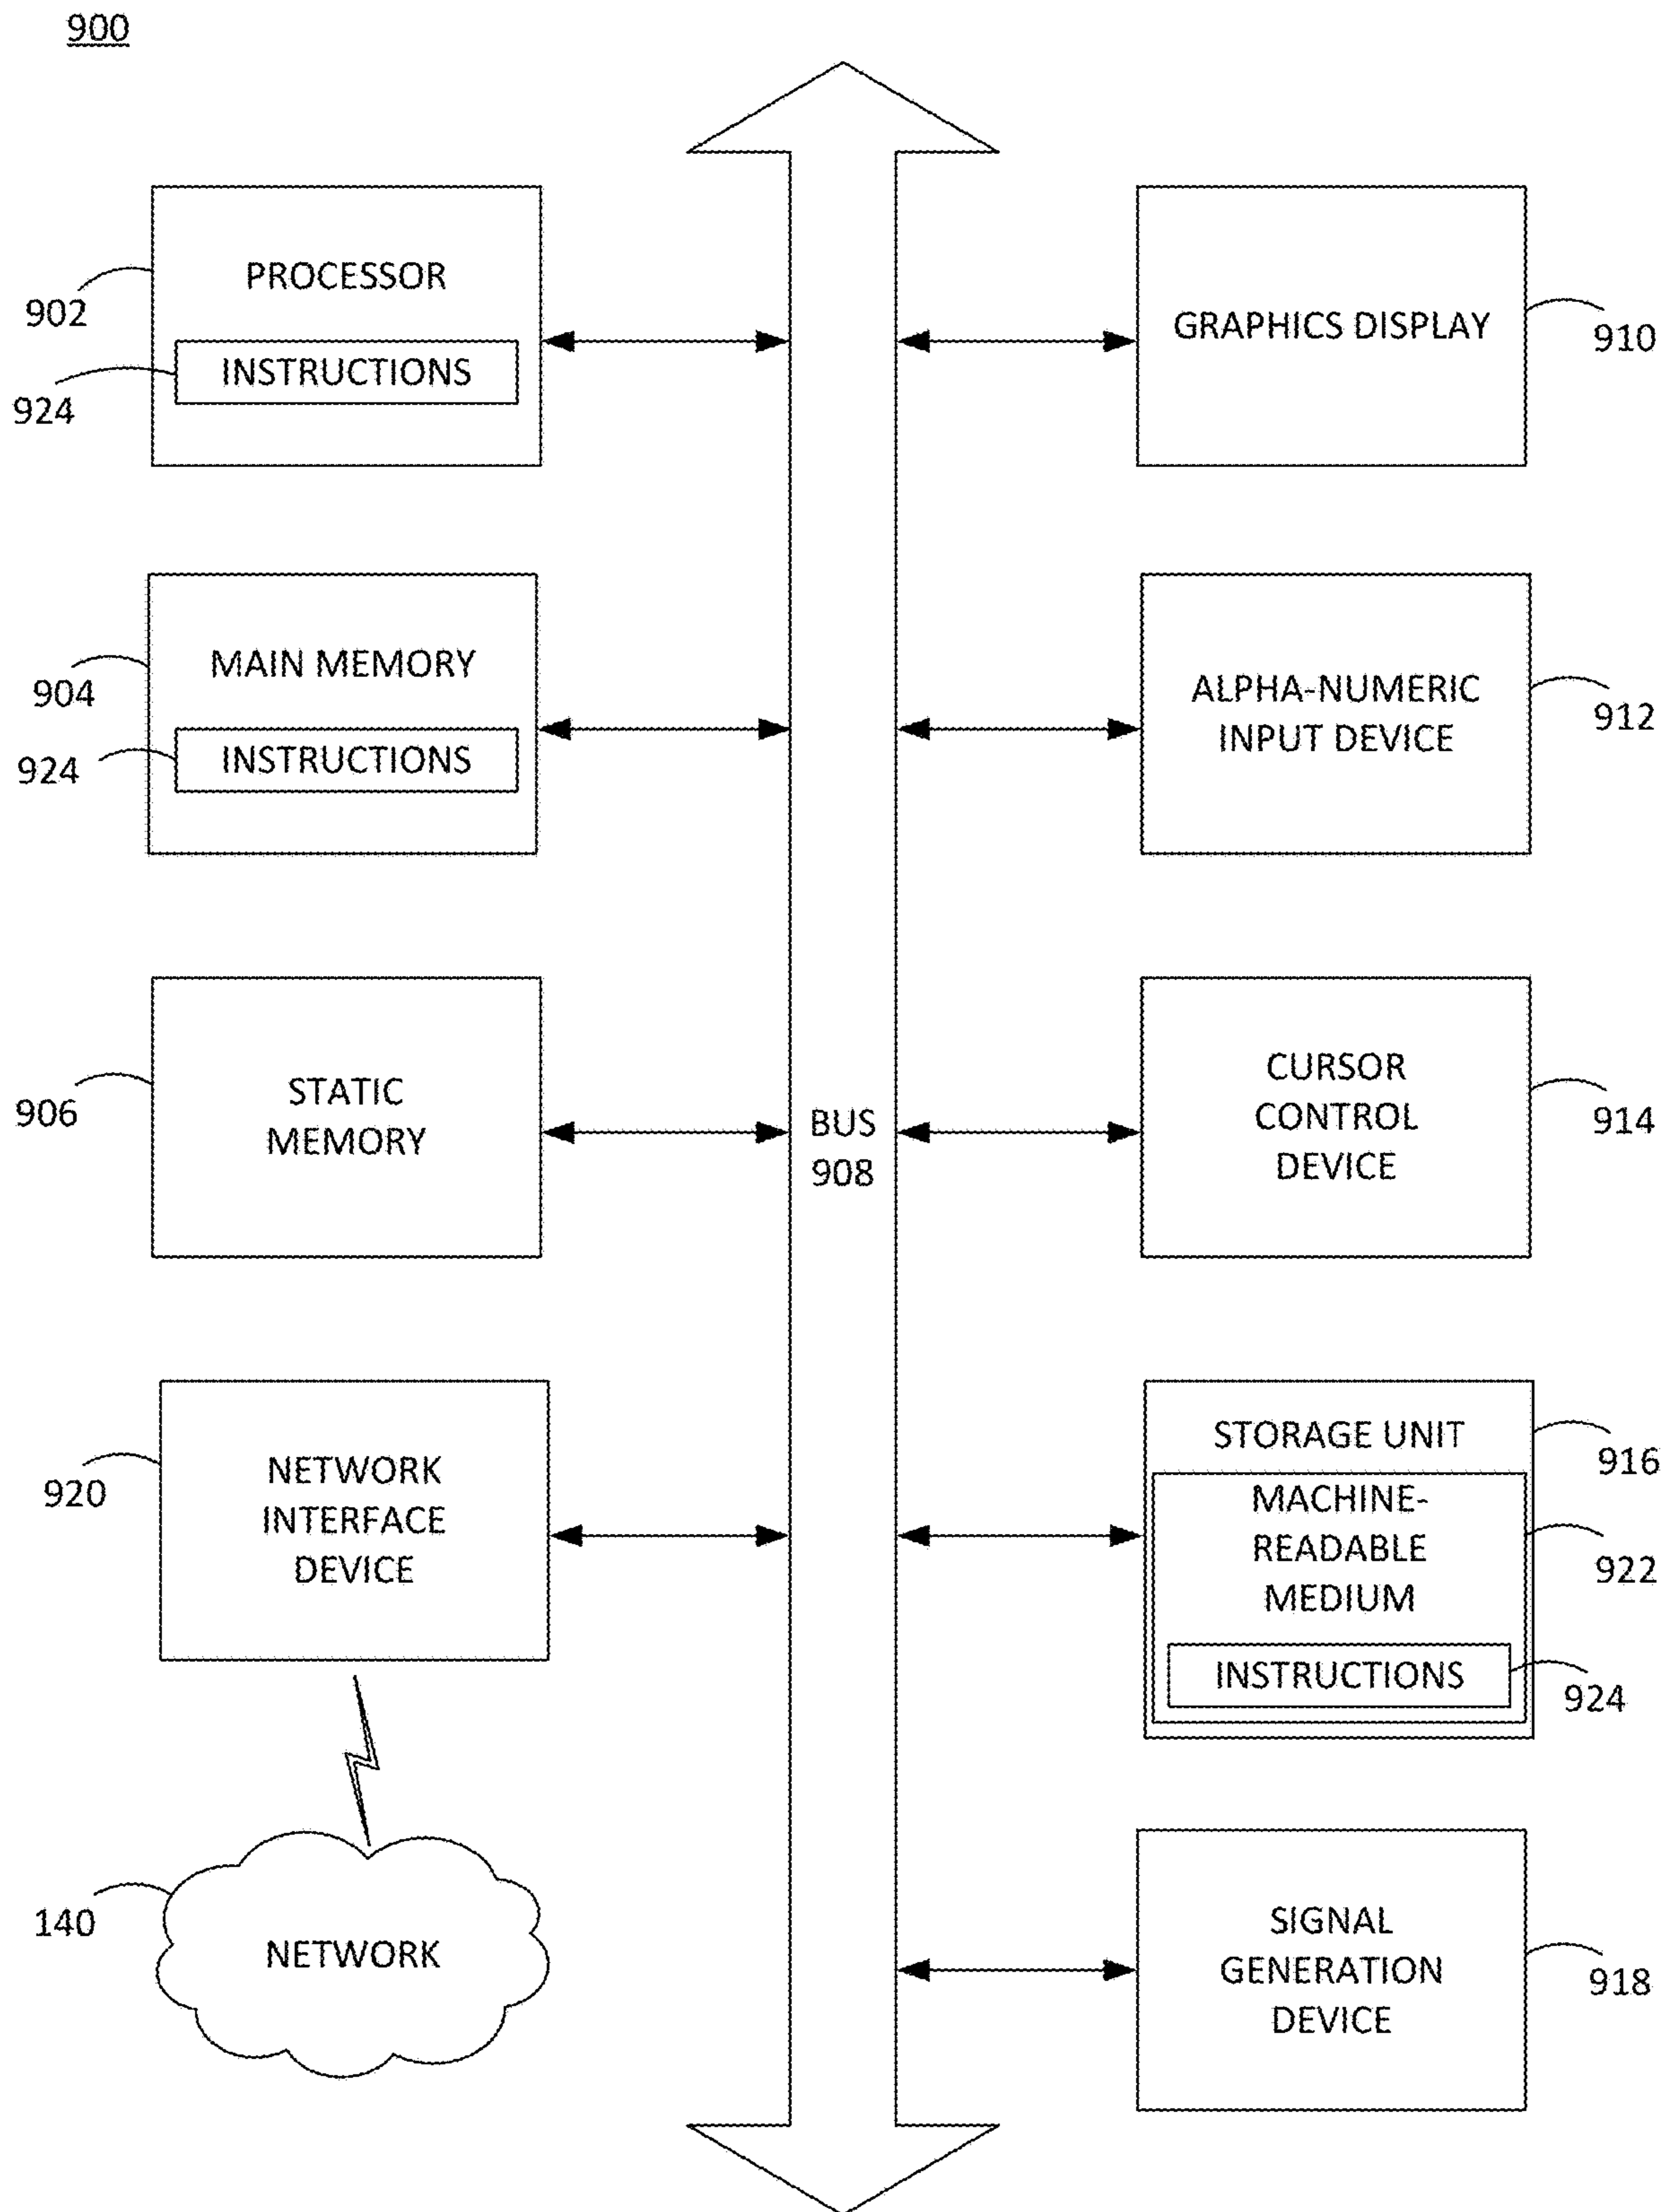 900
PROCESSOR
902
INSTRUCTIONS
924
GRAPHICS DISPLAY
910
MAIN MEMORY
904
INSTRUCTIONS
924
ALPHA-NUMERIC
INPUT DEVICE
912
STATIC
MEMORY
906
BUS
908
CURSOR
CONTROL
DEVICE
914
NETWORK
INTERFACE
DEVICE
920
STORAGE UNIT
916
MACHINE-
READABLE
MEDIUM
922
INSTRUCTIONS
924
NETWORK
140
SIGNAL
GENERATION
DEVICE
918